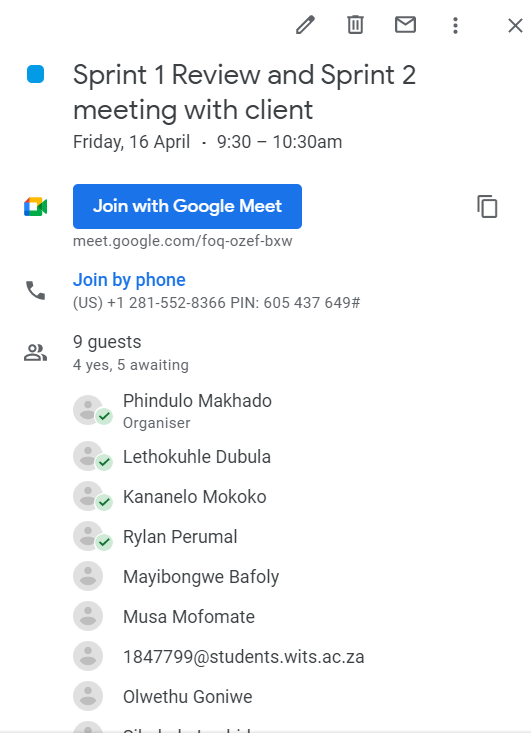 Sprint 1 Review and Sprint 2
meeting with client
Friday, 16 April · 9:30 – 10:30am
Join with Google Meet
meet.google.com/foq-ozef-bxw
Join by phone
(US) +1 281-552-8366 PIN: 605 437 649#
9 guests
4 yes, 5 awaiting
Phindulo Makhado
Organiser
Lethokuhle Dubula
Kananelo Mokoko
Rylan Perumal
Mayibongwe Bafoly
Musa Mofomate
1847799@students.wits.ac.za
Olwethu Goniwe